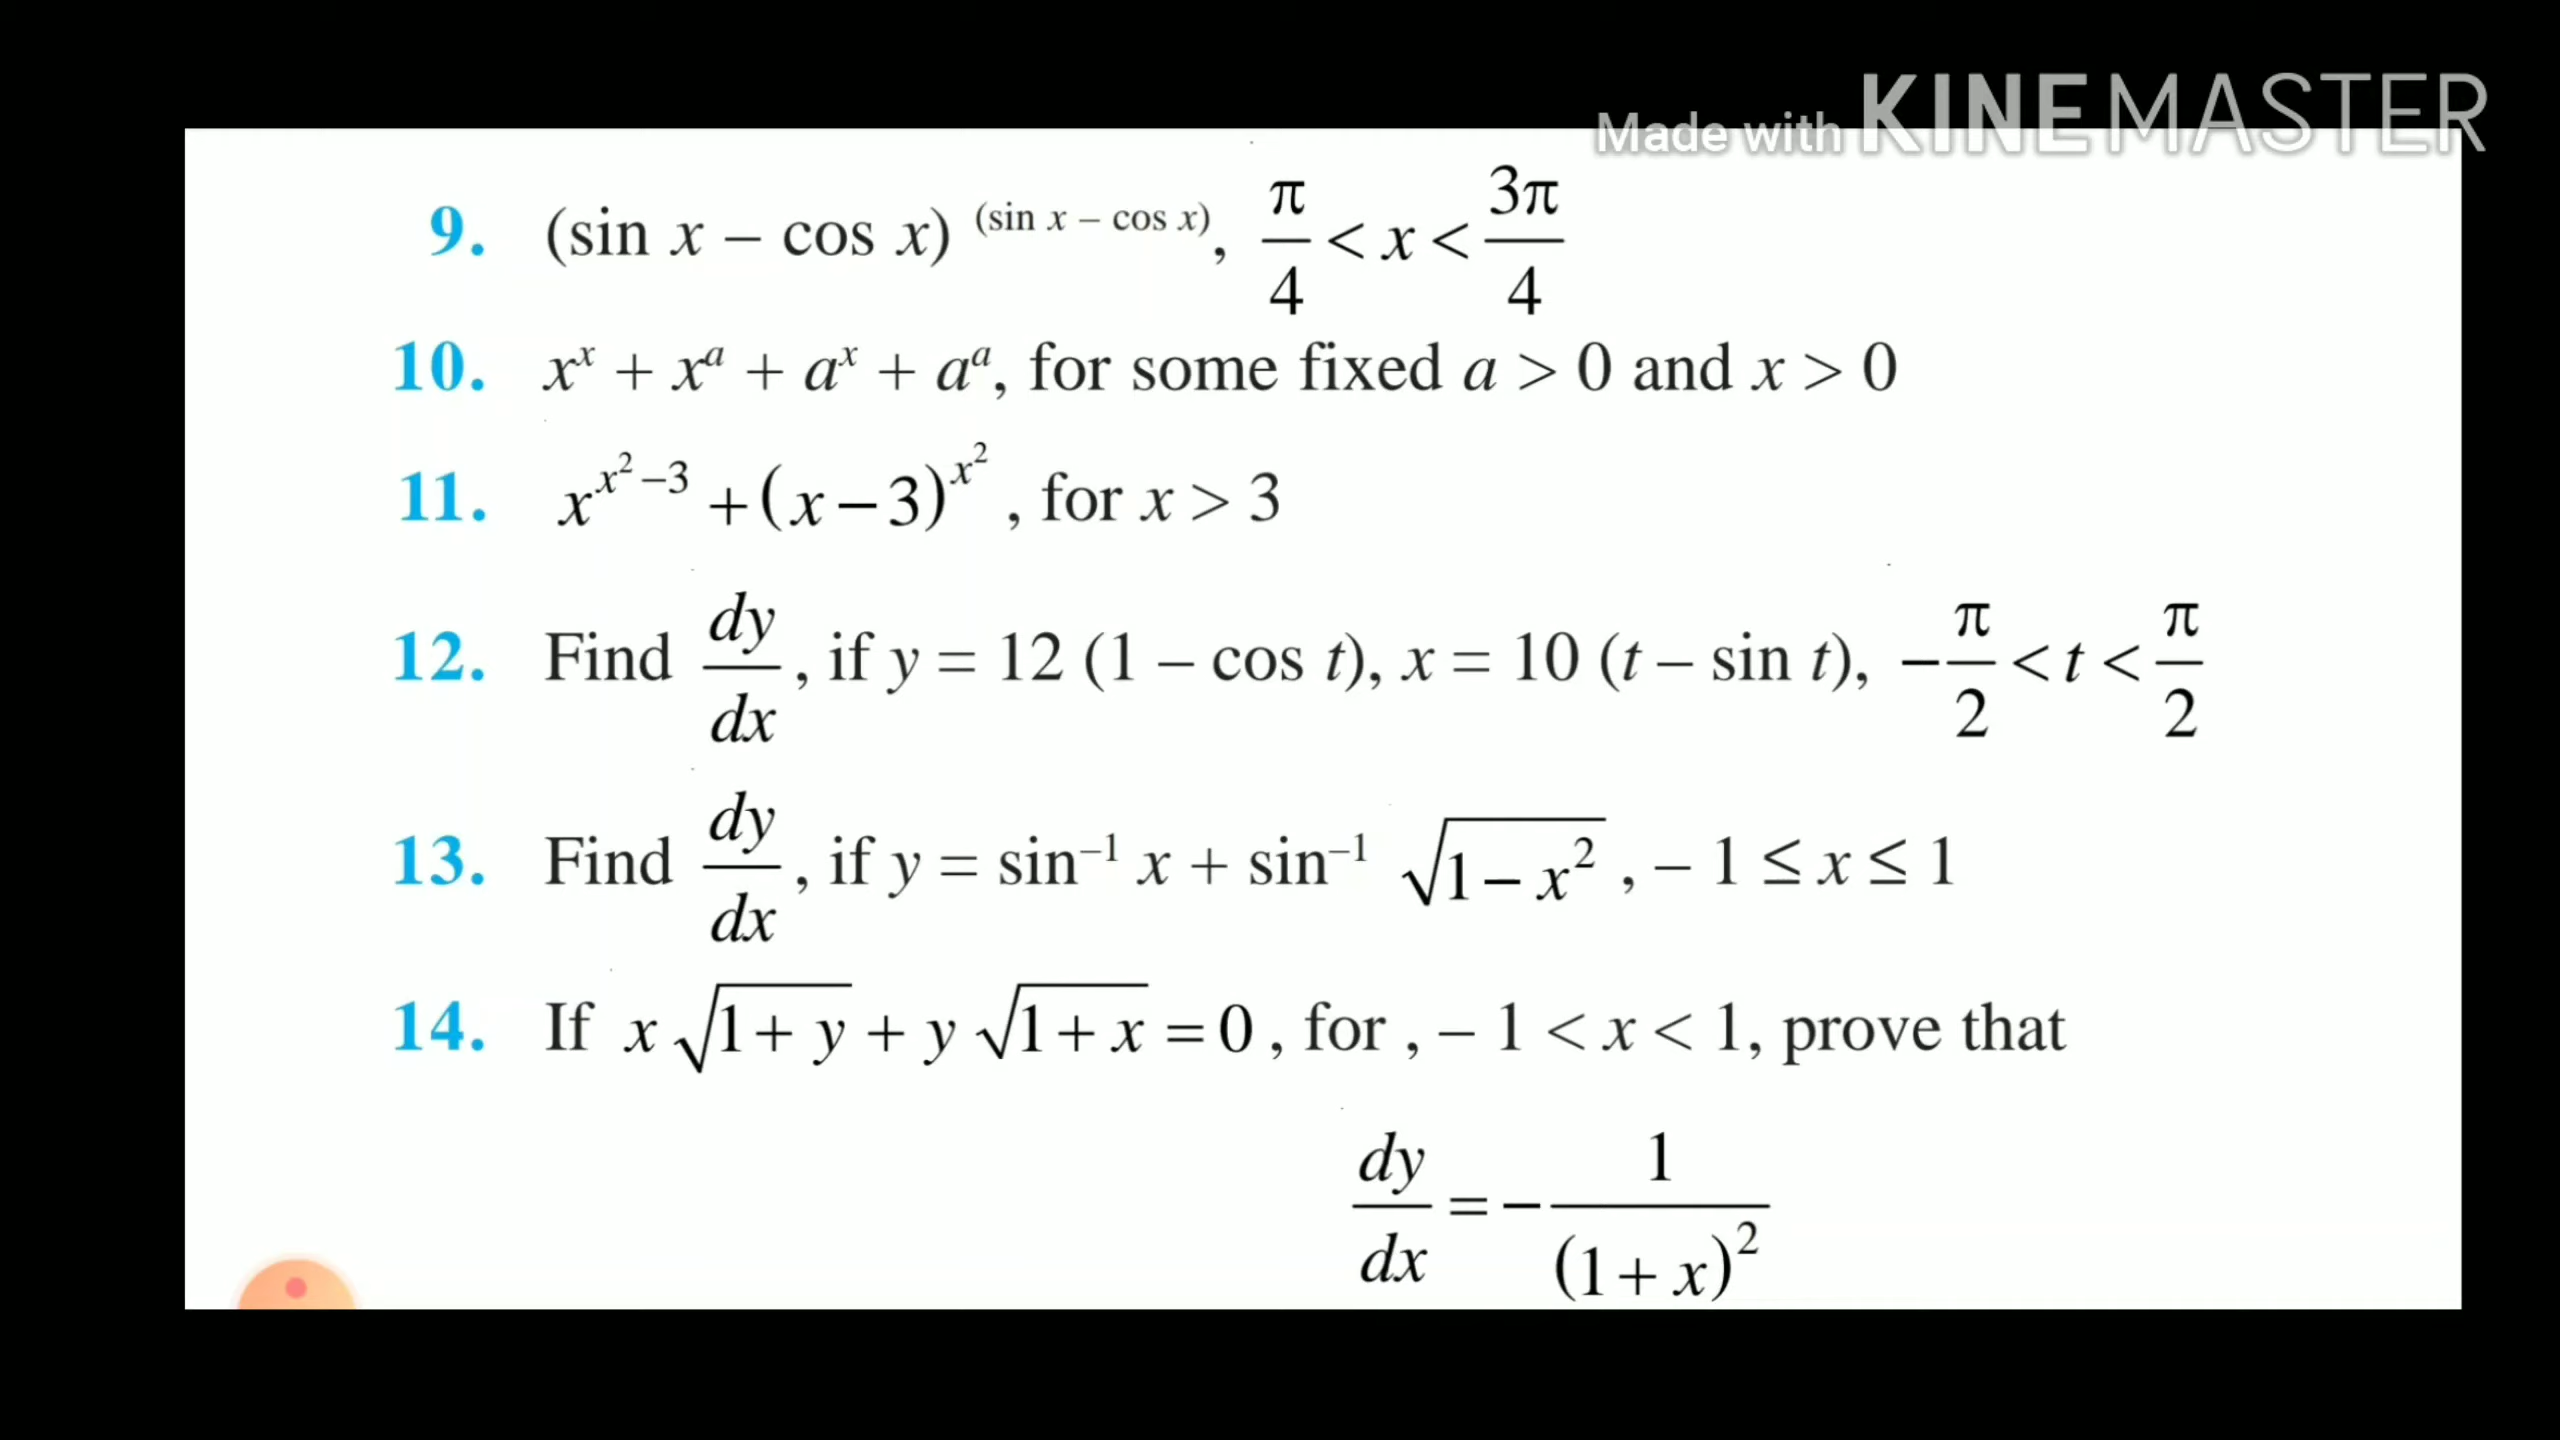 Made with KINEMASTER
9. (sin x – cos x) ^(sin x – cos x), π/4 < x < 3π/4
10. x^x + x^a + a^x + a^a, for some fixed a > 0 and x > 0
11. x^(x²–3) + (x – 3)^(x²), for x > 3
12. Find dy/dx, if y = 12 (1 – cos t), x = 10 (t – sin t), –π/2 < t < π/2
13. Find dy/dx, if y = sin⁻¹ x + sin⁻¹ √(1 – x²), – 1 ≤ x ≤ 1
14. If x √(1 + y) + y √(1 + x) = 0, for , – 1 < x < 1, prove that
dy/dx = – 1/(1 + x)²